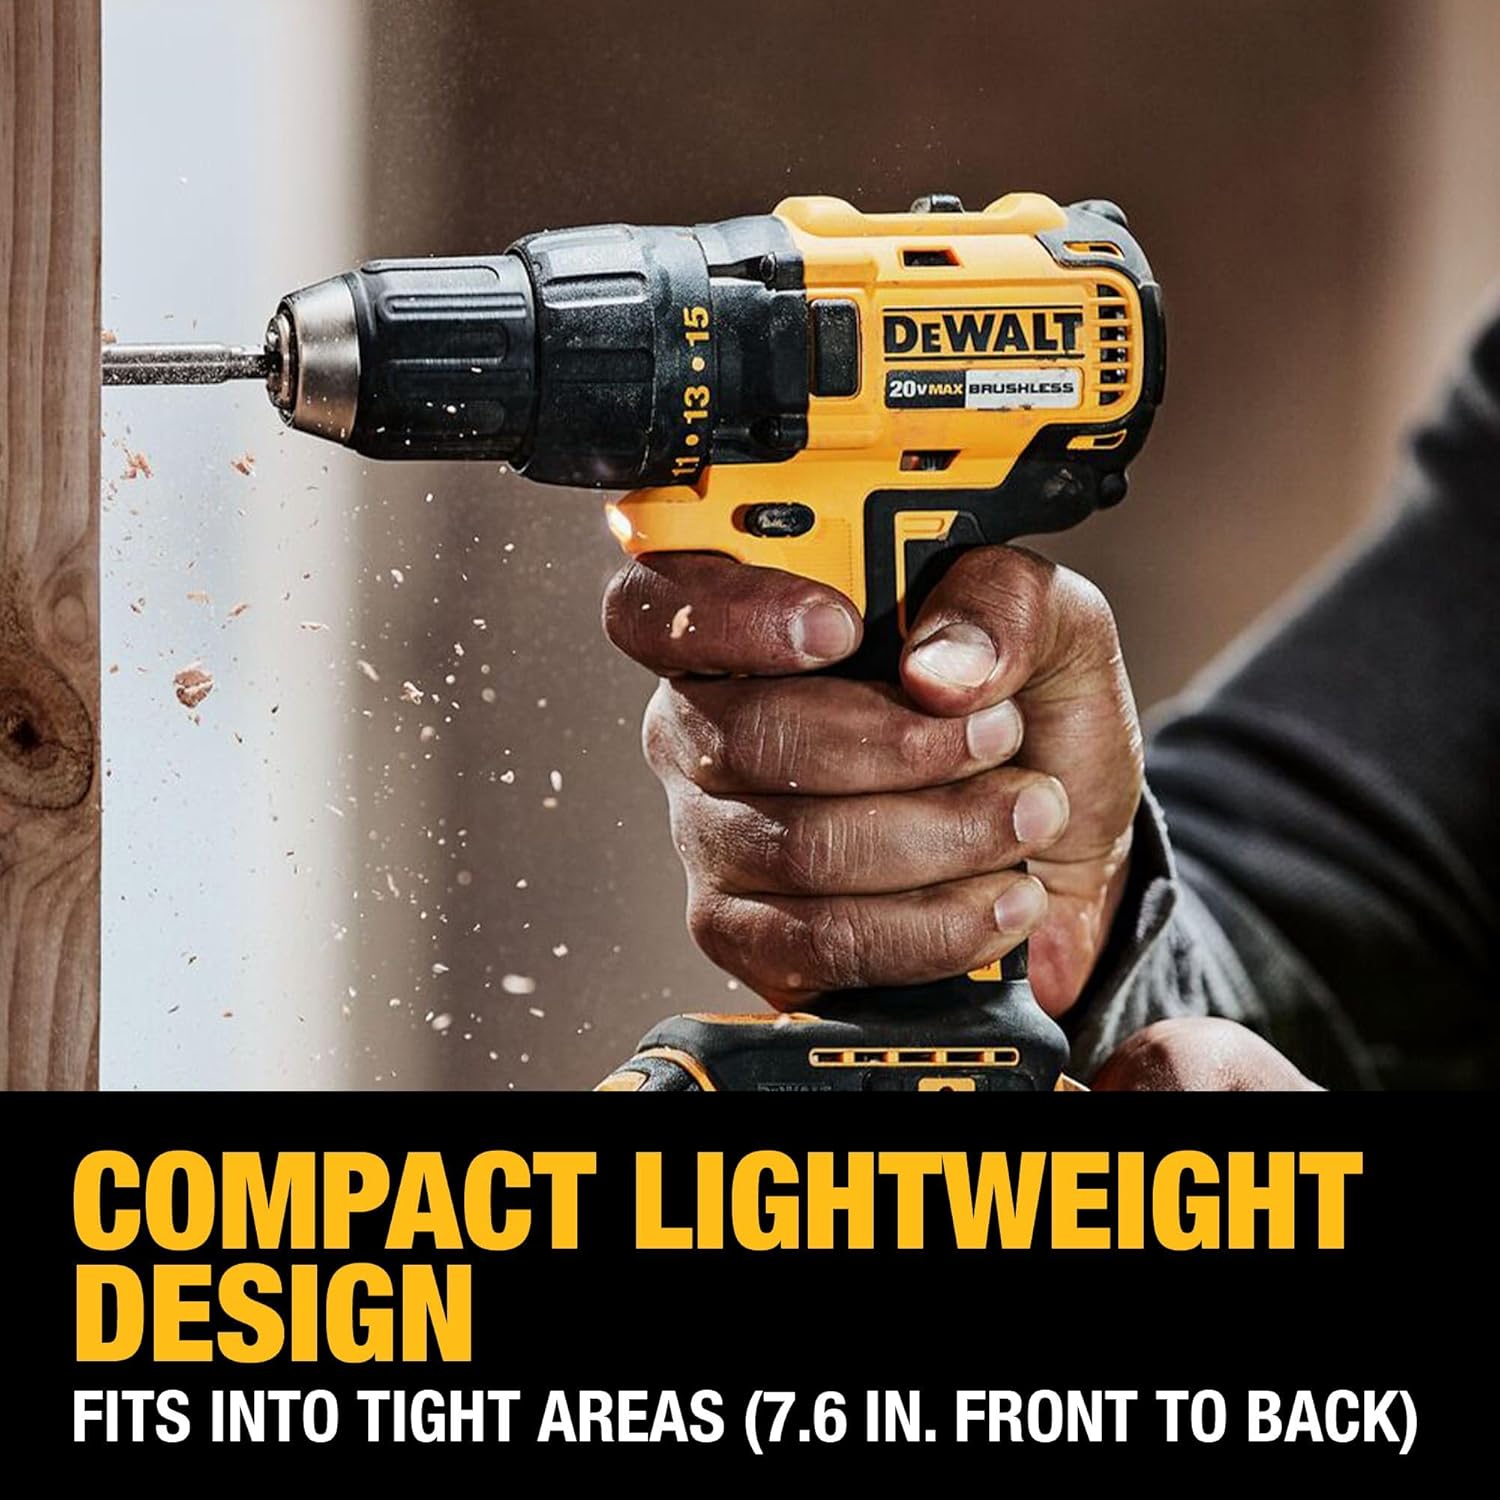 DEWALT
20V MAX BRUSHLESS
11 • 13 • 15
COMPACT LIGHTWEIGHT
DESIGN
FITS INTO TIGHT AREAS (7.6 IN. FRONT TO BACK)